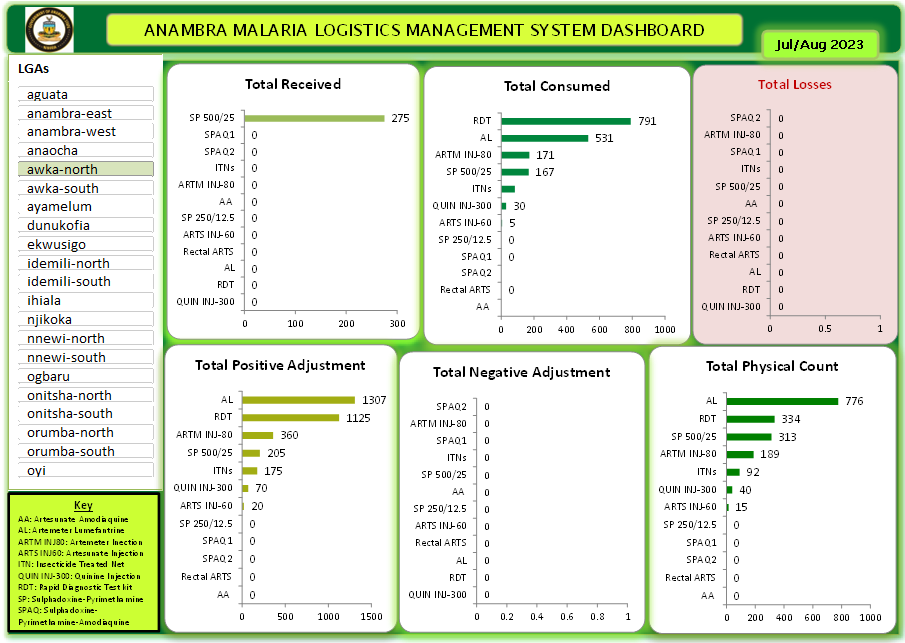 ANAMBRA MALARIA LOGISTICS MANAGEMENT SYSTEM DASHBOARD
Jul/Aug 2023
LGAs
aguata
anambra-east
anambra-west
anaocha
awka-north
awka-south
ayamelum
dunukofia
ekwusigo
idemili-north
idemili-south
ihiala
njikoka
nnewi-north
nnewi-south
ogbaru
onitsha-north
onitsha-south
orumba-north
orumba-south
oyi
Key
AA: Artesunate Amodiaquine
AL: Artemeter Lumefantrine
ARTM INJ80: Artemeter Inection
ARTS INJ60: Artesunate Injection
ITN: Insecticide Treated Net
QUIN INJ-300: Quinine Injection
RDT: Rapid Diagnostic Test kit
SP: Sulphadoxine-Pyrimethamine
SPAQ: Sulphadoxine-
Pyrimethamine-Amodiaquine
Total Received
SP 500/25 275
SPAQ1 0
SPAQ2 0
ITNs 0
ARTM INJ-80 0
AA 0
SP 250/12.5 0
ARTS INJ-60 0
Rectal ARTS 0
AL 0
RDT 0
QUIN INJ-300 0
0 100 200 300
Total Consumed
RDT 791
AL 531
ARTM INJ-80 171
SP 500/25 167
ITNs
QUIN INJ-300 30
ARTS INJ-60 5
SP 250/12.5 0
SPAQ1 0
SPAQ2
Rectal ARTS 0
AA
0 200 400 600 800 1000
Total Losses
SPAQ2 0
ARTM INJ-80 0
SPAQ1 0
ITNs 0
SP 500/25 0
AA 0
SP 250/12.5 0
ARTS INJ-60 0
Rectal ARTS 0
AL 0
RDT 0
QUIN INJ-300 0
0 0.5 1
Total Positive Adjustment
AL 1307
RDT 1125
ARTM INJ-80 360
SP 500/25 205
ITNs 175
QUIN INJ-300 70
ARTS INJ-60 20
SP 250/12.5 0
SPAQ1 0
SPAQ2 0
Rectal ARTS 0
AA 0
0 500 1000 1500
Total Negative Adjustment
SPAQ2 0
ARTM INJ-80 0
SPAQ1 0
ITNs 0
SP 500/25 0
AA 0
SP 250/12.5 0
ARTS INJ-60 0
Rectal ARTS 0
AL 0
RDT 0
QUIN INJ-300 0
0 0.2 0.4 0.6 0.8 1
Total Physical Count
AL 776
RDT 334
SP 500/25 313
ARTM INJ-80 189
ITNs 92
QUIN INJ-300 40
ARTS INJ-60 15
SP 250/12.5 0
SPAQ1 0
SPAQ2 0
Rectal ARTS 0
AA 0
0 200 400 600 800 1000